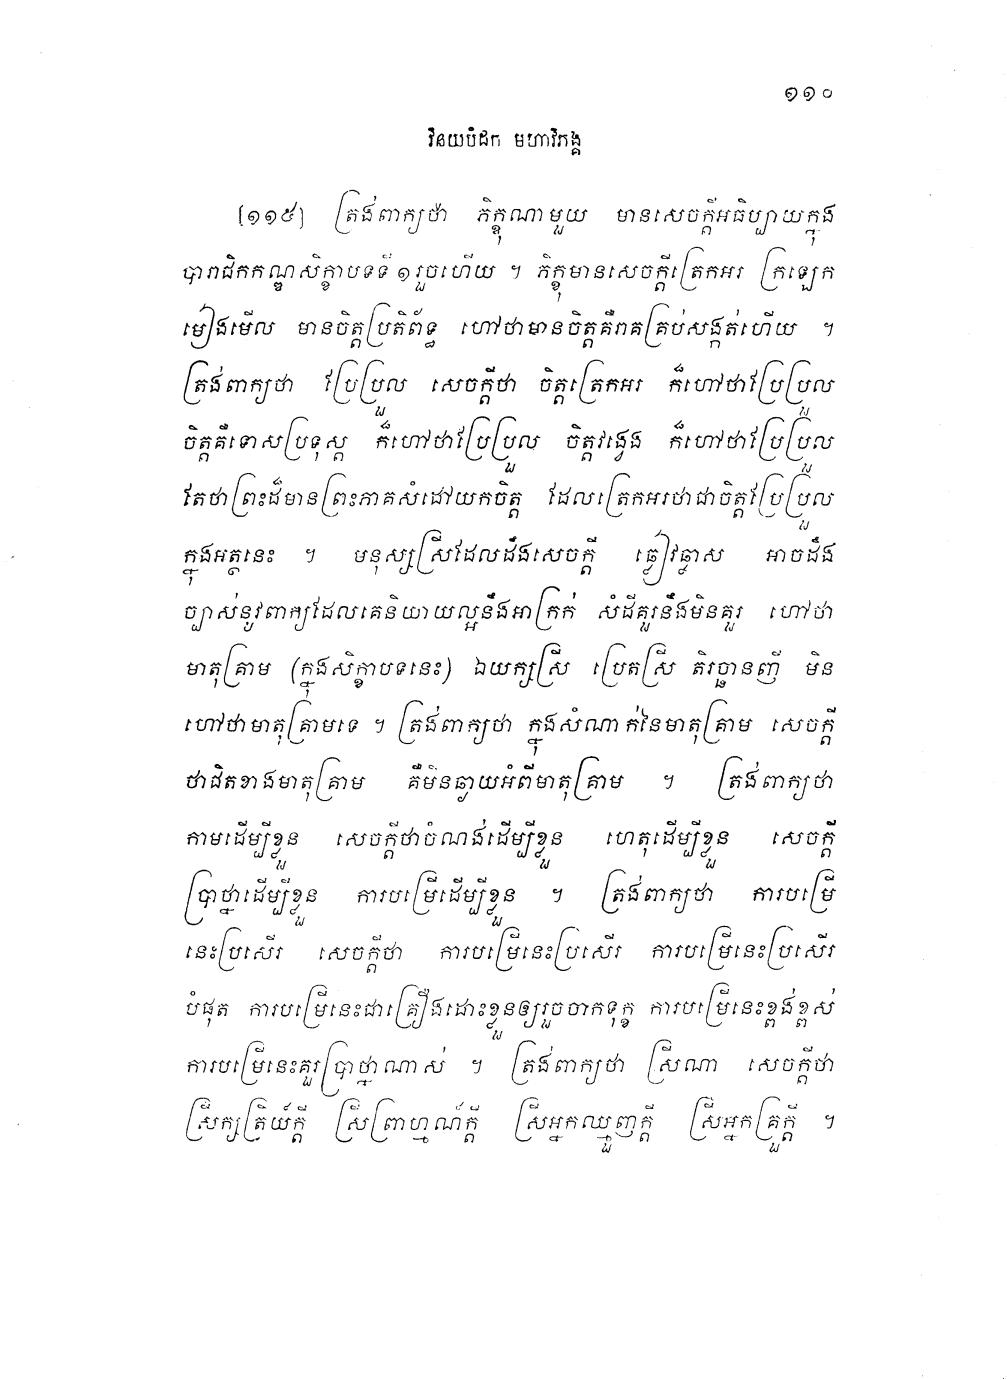 ១១០
វិនយបិដក មហាវិភង្គ
[១១៥] ត្រង់ពាក្យថា ភិក្ខុណាមួយ មានសេចក្តីអធិប្បាយក្នុង
បារាជិកកណ្ឌសិក្ខាបទទី ១ រួចហើយ ។ ភិក្ខុមានសេចក្តីត្រេកអរ ក្រឡេក
មៀងមើល មានចិត្តប្រតិព័ទ្ធ ហៅថាមានចិត្តគឺរាគគ្រប់សង្កត់ហើយ ។
ត្រង់ពាក្យថា ប្រែប្រួល សេចក្តីថា ចិត្តត្រេកអរ ក៏ហៅថាប្រែប្រួល
ចិត្តគឺទោសប្រទុស្ត ក៏ហៅថាប្រែប្រួល ចិត្តវង្វេង ក៏ហៅថាប្រែប្រួល
តែថាព្រះដ៏មានព្រះភាគសំដៅយកចិត្ត ដែលត្រេកអរថាជាចិត្តប្រែប្រួល
ក្នុងអត្ថនេះ ។ មនុស្សស្រីដែលដឹងសេចក្តី ធ្ងៀវធ្លាស អាចដឹង
ច្បាស់នូវពាក្យដែលគេនិយាយល្អនឹងអាក្រក់ សំដីគួរនឹងមិនគួរ ហៅថា
មាតុគ្រាម (ក្នុងសិក្ខាបទនេះ) ឯយក្សស្រី ប្រេតស្រី តិរច្ឆានញី មិន
ហៅថាមាតុគ្រាមទេ ។ ត្រង់ពាក្យថា ក្នុងសំណាក់នៃមាតុគ្រាម សេចក្តី
ថាជិតខាងមាតុគ្រាម គឺមិនឆ្ងាយអំពីមាតុគ្រាម ។ ត្រង់ពាក្យថា
កាមដើម្បីខ្លួន សេចក្តីថាចំណង់ដើម្បីខ្លួន ហេតុដើម្បីខ្លួន សេចក្តី
ប្រាថ្នាដើម្បីខ្លួន ការបម្រើដើម្បីខ្លួន ។ ត្រង់ពាក្យថា ការបម្រើ
នេះប្រសើរ សេចក្តីថា ការបម្រើនេះប្រសើរ ការបម្រើនេះប្រសើរ
បំផុត ការបម្រើនេះជាគ្រឿងដោះខ្លួនឲ្យរួចចាកទុក្ខ ការបម្រើនេះខ្ពង់ខ្ពស់
ការបម្រើនេះគួរប្រាថ្នាណាស់ ។ ត្រង់ពាក្យថា ស្រីណា សេចក្តីថា
ស្រីក្សត្រិយ៍ក្តី ស្រីព្រាហ្មណ៍ក្តី ស្រីអ្នកឈ្មួញក្តី ស្រីអ្នកគ្រួក្តី ។